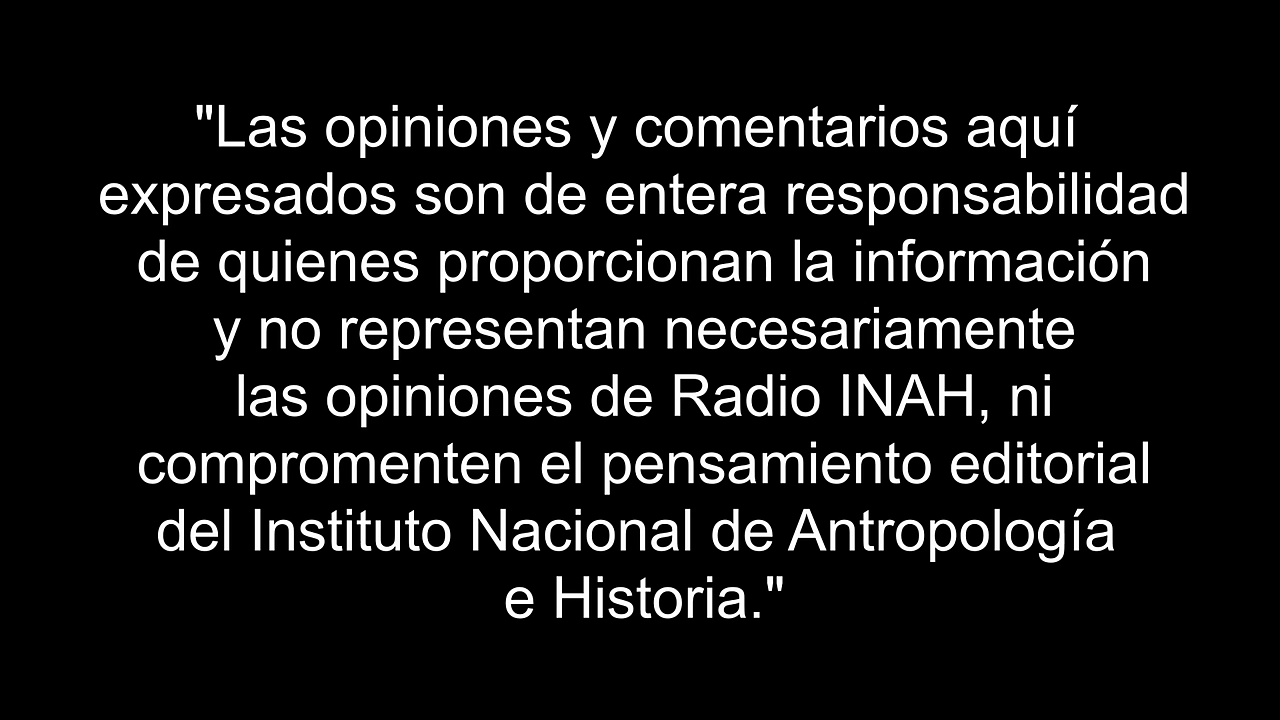 "Las opiniones y comentarios aquí
expresados son de entera responsabilidad
de quienes proporcionan la información
y no representan necesariamente
las opiniones de Radio INAH, ni
compromenten el pensamiento editorial
del Instituto Nacional de Antropología
e Historia."